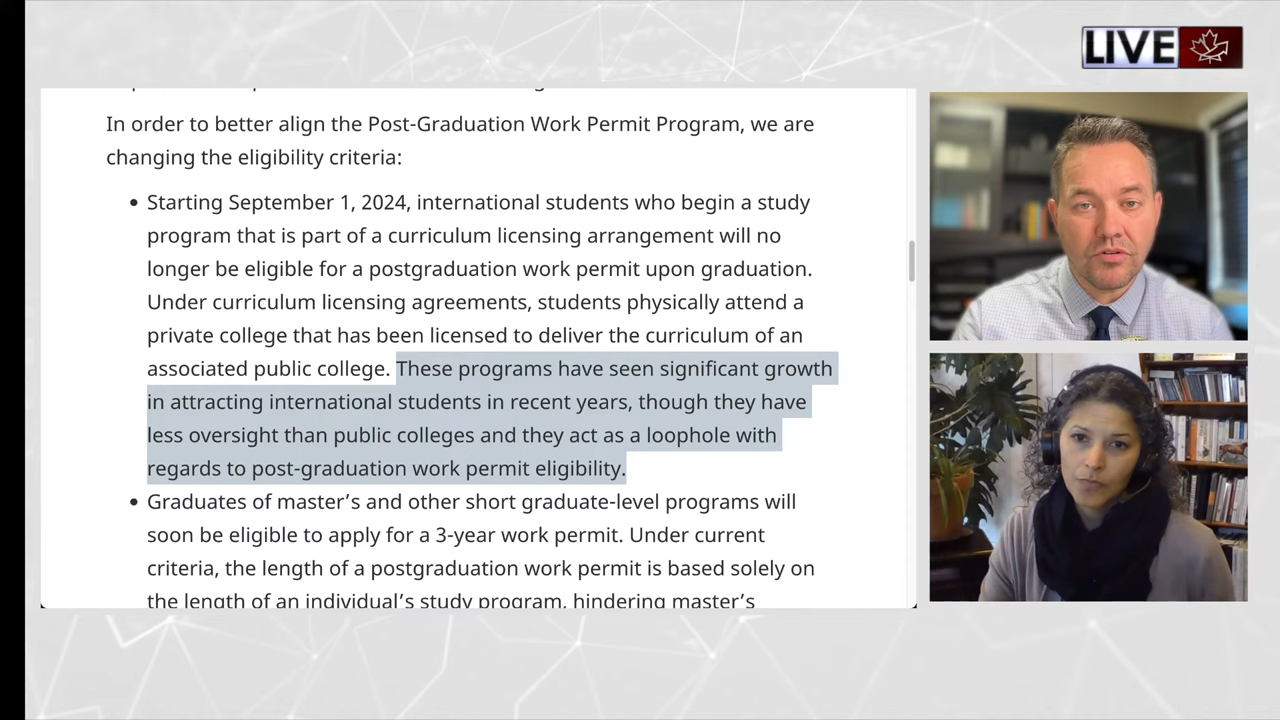 LIVE
In order to better align the Post-Graduation Work Permit Program, we are
changing the eligibility criteria:
• Starting September 1, 2024, international students who begin a study
program that is part of a curriculum licensing arrangement will no
longer be eligible for a postgraduation work permit upon graduation.
Under curriculum licensing agreements, students physically attend a
private college that has been licensed to deliver the curriculum of an
associated public college. These programs have seen significant growth
in attracting international students in recent years, though they have
less oversight than public colleges and they act as a loophole with
regards to post-graduation work permit eligibility.
• Graduates of master’s and other short graduate-level programs will
soon be eligible to apply for a 3-year work permit. Under current
criteria, the length of a postgraduation work permit is based solely on
the length of an individual’s study program, hindering master’s